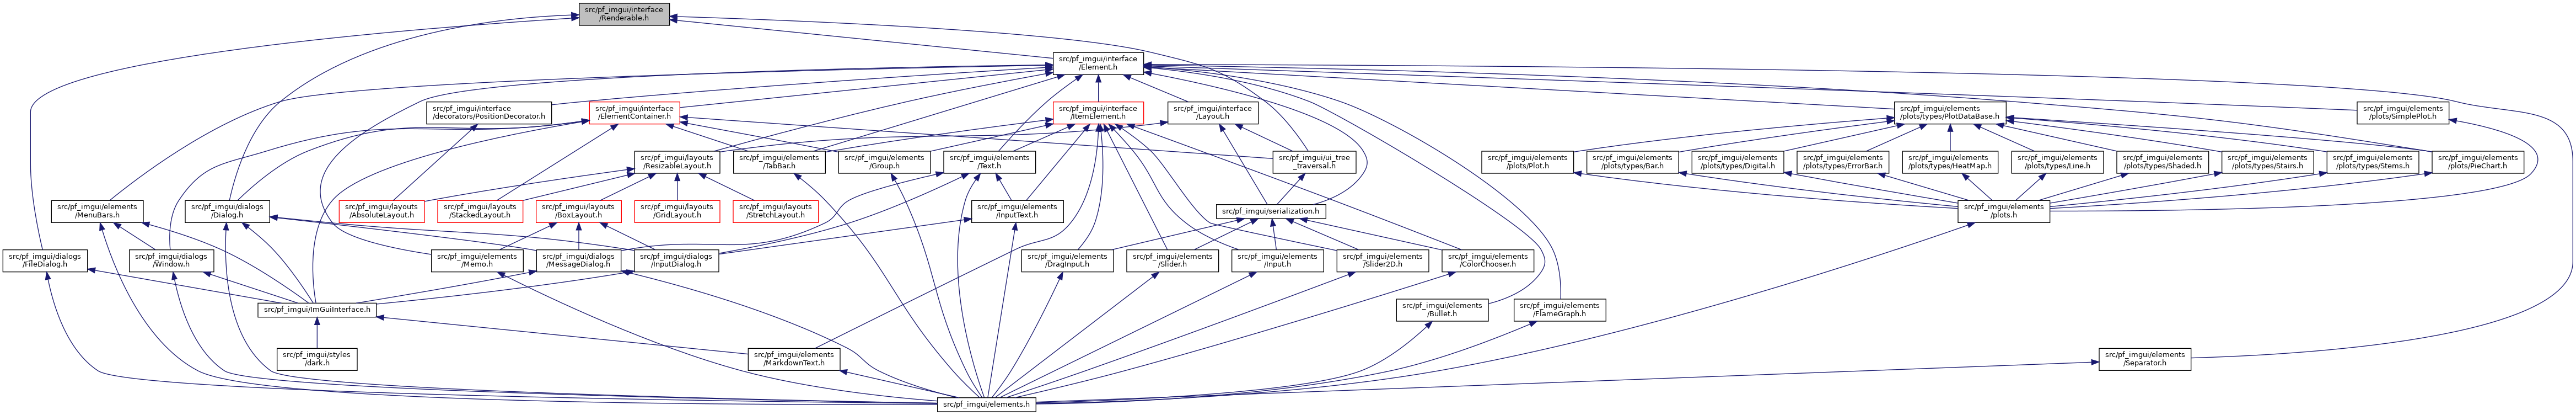 src/pf_imgui/interface
/Renderable.h
src/pf_imgui/interface
/Element.h
src/pf_imgui/interface
/decorators/PositionDecorator.h
src/pf_imgui/interface
/ElementContainer.h
src/pf_imgui/interface
/ItemElement.h
src/pf_imgui/interface
/Layout.h
src/pf_imgui/elements
/plots/types/PlotDataBase.h
src/pf_imgui/elements
/plots/SimplePlot.h
src/pf_imgui/layouts
/ResizableLayout.h
src/pf_imgui/elements
/TabBar.h
src/pf_imgui/elements
/Group.h
src/pf_imgui/elements
/Text.h
src/pf_imgui/ui_tree
_traversal.h
src/pf_imgui/elements
/plots/Plot.h
src/pf_imgui/elements
/plots/types/Bar.h
src/pf_imgui/elements
/plots/types/Digital.h
src/pf_imgui/elements
/plots/types/ErrorBar.h
src/pf_imgui/elements
/plots/types/HeatMap.h
src/pf_imgui/elements
/plots/types/Line.h
src/pf_imgui/elements
/plots/types/Shaded.h
src/pf_imgui/elements
/plots/types/Stairs.h
src/pf_imgui/elements
/plots/types/Stems.h
src/pf_imgui/elements
/plots/PieChart.h
src/pf_imgui/elements
/MenuBars.h
src/pf_imgui/dialogs
/Dialog.h
src/pf_imgui/layouts
/AbsoluteLayout.h
src/pf_imgui/layouts
/StackedLayout.h
src/pf_imgui/layouts
/BoxLayout.h
src/pf_imgui/layouts
/GridLayout.h
src/pf_imgui/layouts
/StretchLayout.h
src/pf_imgui/elements
/InputText.h
src/pf_imgui/serialization.h
src/pf_imgui/elements
/plots.h
src/pf_imgui/dialogs
/FileDialog.h
src/pf_imgui/dialogs
/Window.h
src/pf_imgui/elements
/Memo.h
src/pf_imgui/dialogs
/MessageDialog.h
src/pf_imgui/dialogs
/InputDialog.h
src/pf_imgui/elements
/DragInput.h
src/pf_imgui/elements
/Slider.h
src/pf_imgui/elements
/Input.h
src/pf_imgui/elements
/Slider2D.h
src/pf_imgui/elements
/ColorChooser.h
src/pf_imgui/ImGuiInterface.h
src/pf_imgui/elements
/Bullet.h
src/pf_imgui/elements
/FlameGraph.h
src/pf_imgui/styles
/dark.h
src/pf_imgui/elements
/MarkdownText.h
src/pf_imgui/elements
/Separator.h
src/pf_imgui/elements.h